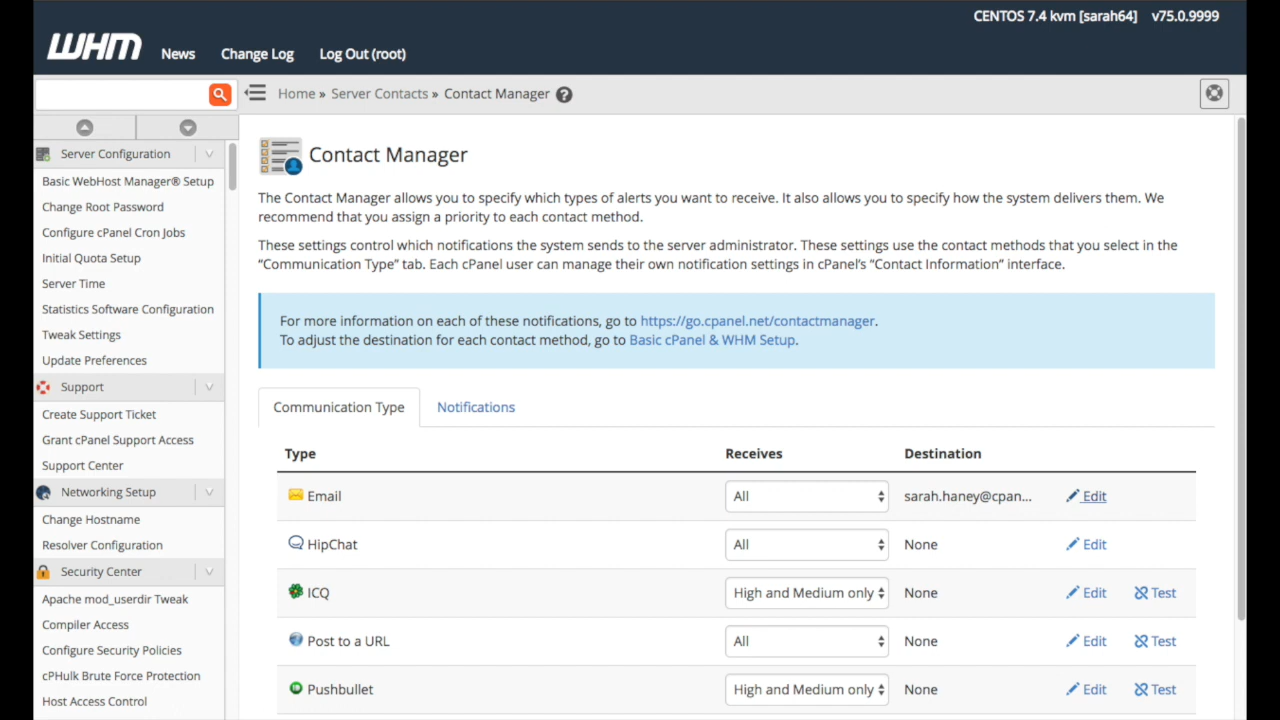 CENTOS 7.4 kvm [sarah64] v75.0.9999
WHM News Change Log Log Out (root)
Home » Server Contacts » Contact Manager ?
Server Configuration
Basic WebHost Manager® Setup
Change Root Password
Configure cPanel Cron Jobs
Initial Quota Setup
Server Time
Statistics Software Configuration
Tweak Settings
Update Preferences
Support
Create Support Ticket
Grant cPanel Support Access
Support Center
Networking Setup
Change Hostname
Resolver Configuration
Security Center
Apache mod_userdir Tweak
Compiler Access
Configure Security Policies
cPHulk Brute Force Protection
Host Access Control
Contact Manager
The Contact Manager allows you to specify which types of alerts you want to receive. It also allows you to specify how the system delivers them. We
recommend that you assign a priority to each contact method.
These settings control which notifications the system sends to the server administrator. These settings use the contact methods that you select in the
“Communication Type” tab. Each cPanel user can manage their own notification settings in cPanel’s “Contact Information” interface.
For more information on each of these notifications, go to https://go.cpanel.net/contactmanager.
To adjust the destination for each contact method, go to Basic cPanel & WHM Setup.
Communication Type Notifications
Type Receives Destination
Email All sarah.haney@cpan... Edit
HipChat All None Edit
ICQ High and Medium only None Edit Test
Post to a URL All None Edit Test
Pushbullet High and Medium only None Edit Test